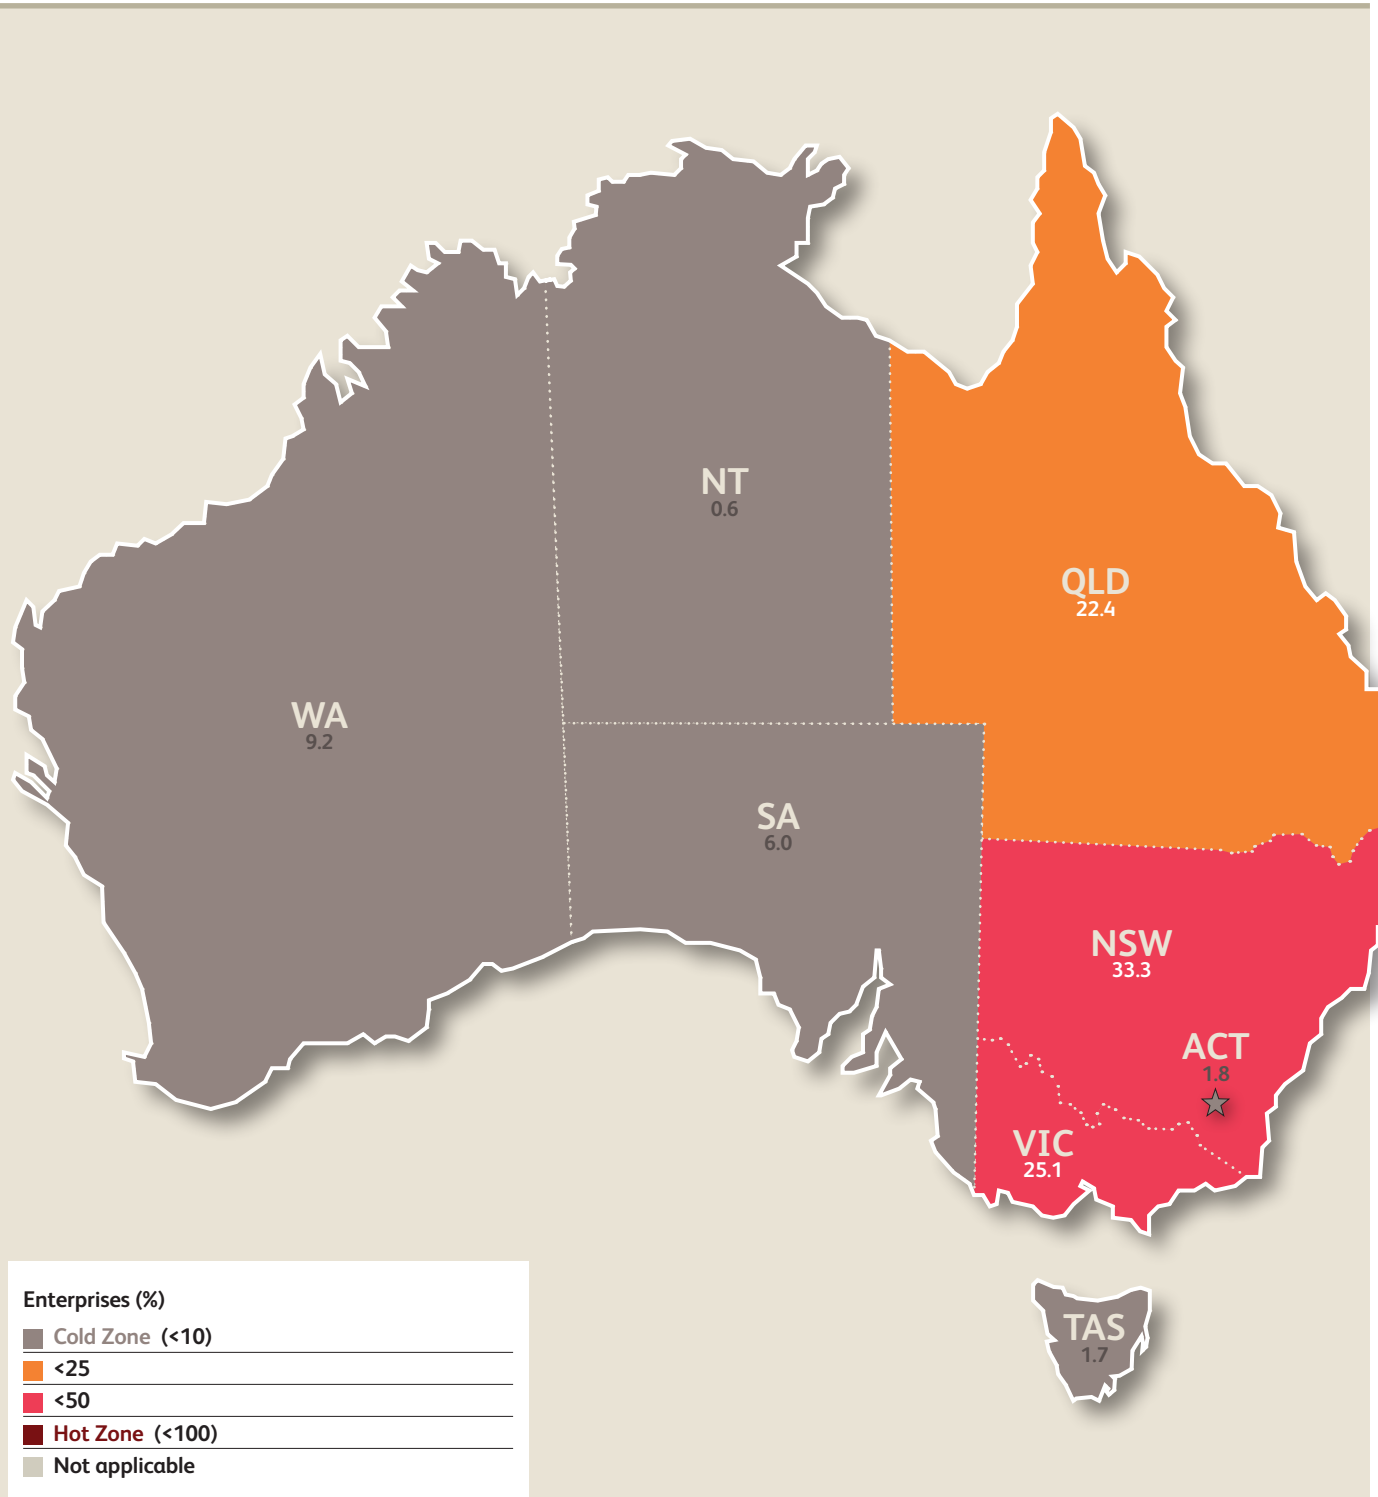 NT
0.6
QLD
22.4
WA
9.2
SA
6.0
NSW
33.3
ACT
1.8
VIC
25.1
TAS
1.7
Enterprises (%)
Cold Zone (<10)
<25
<50
Hot Zone (<100)
Not applicable